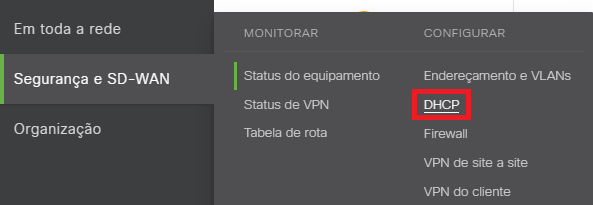 Em toda a rede
Segurança e SD-WAN
Organização
MONITORAR
Status do equipamento
Status de VPN
Tabela de rota
CONFIGURAR
Endereçamento e VLANs
DHCP
Firewall
VPN de site a site
VPN do cliente